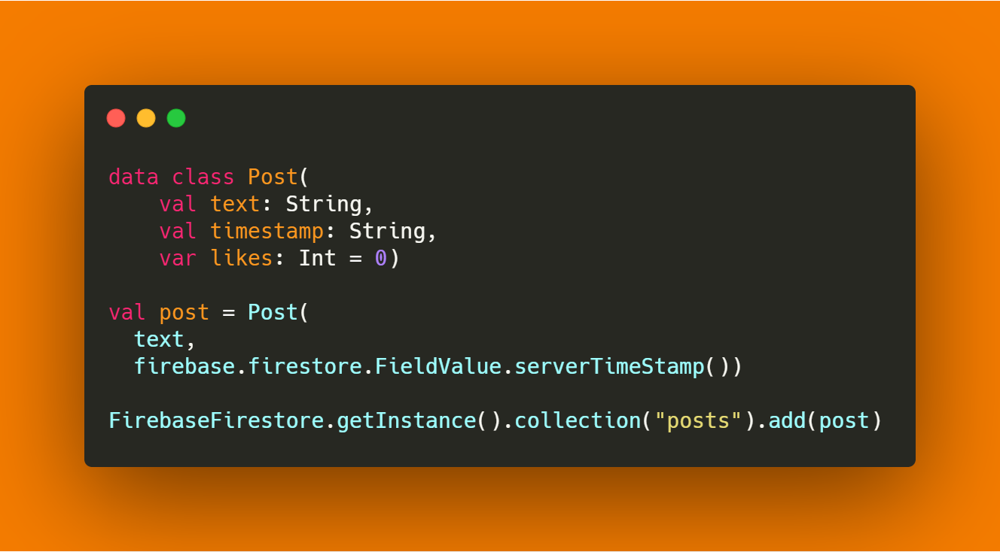 data class Post(
    val text: String,
    val timestamp: String,
    var likes: Int = 0)
val post = Post(
  text,
  firebase.firestore.FieldValue.serverTimeStamp())
FirebaseFirestore.getInstance().collection("posts").add(post)